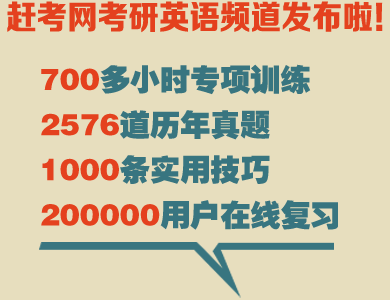 赶考网考研英语频道发布啦!
700多小时专项训练
2576道历年真题
1000条实用技巧
200000用户在线复习